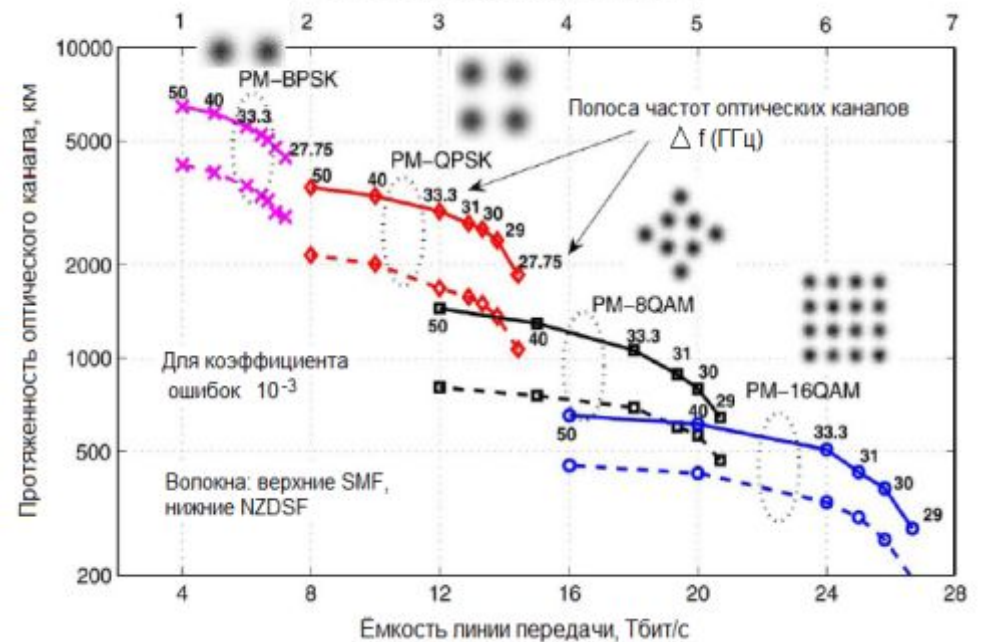 1 2 3 4 5 6 7
10000
5000
2000
1000
500
200
4 8 12 16 20 24 28
Протяженность оптического канала, км
Ёмкость линии передачи, Тбит/с
PM-BPSK
50 40 33.3 27.75
PM-QPSK
50 40 33.3 31 30 29 27.75
Полоса частот оптических каналов
Δ f (ГГц)
PM-8QAM
50 40 33.3 31 30 29
PM-16QAM
50 40 33.3 31 30 29
Для коэффициента
ошибок 10⁻³
Волокна: верхние SMF,
нижние NZDSF